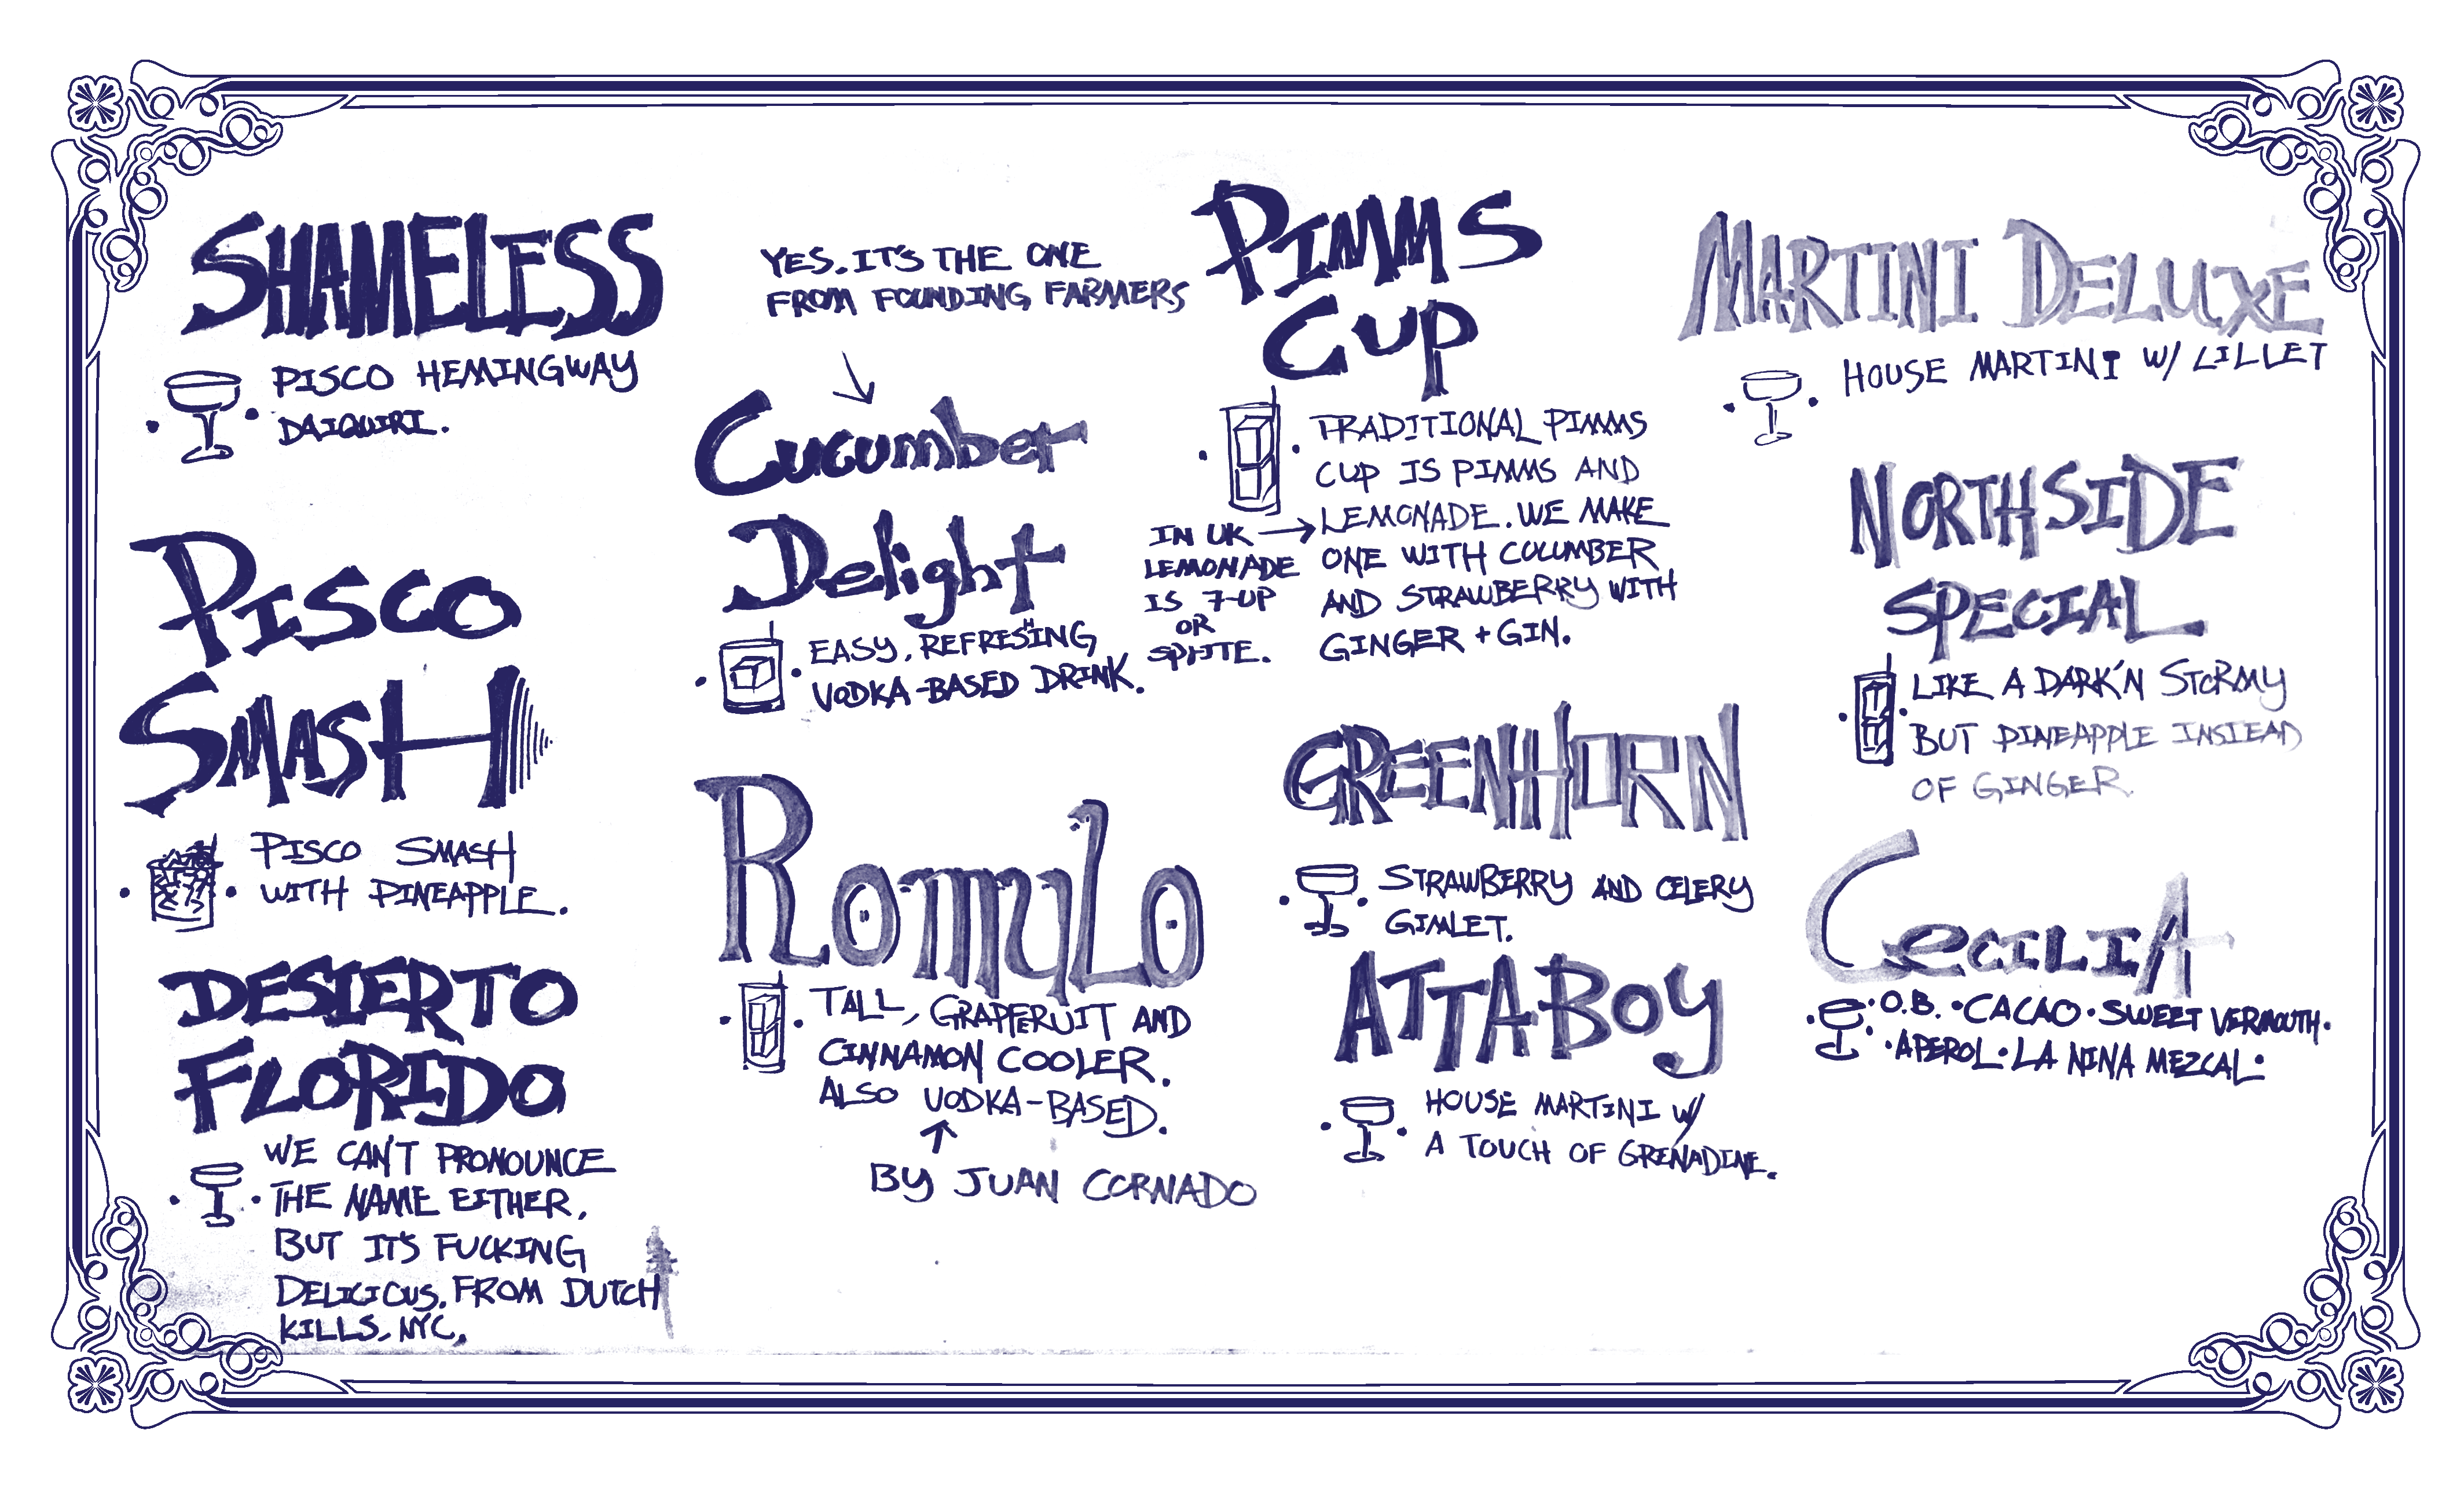 SHAMELESS
PISCO HEMINGWAY
DAIQUIRI.
PISCO
SMASH
PISCO SMASH
WITH PINEAPPLE.
DESIERTO
FLORIDO
WE CAN'T PRONOUNCE
THE NAME EITHER,
BUT IT'S FUCKING
DELICIOUS. FROM DUTCH
KILLS, NYC.
YES. IT'S THE ONE
FROM FOUNDING FARMERS
Cucumber
Delight
EASY, REFRESHING
VODKA-BASED DRINK.
ROMULO
TALL, GRAPFERUIT AND
CINNAMON COOLER.
ALSO VODKA-BASED.
BY JUAN CORNADO
PIMMS
CUP
TRADITIONAL PIMMS
CUP IS PIMMS AND
LEMONADE. WE MAKE
ONE WITH CUCUMBER
AND STRAWBERRY WITH
GINGER + GIN.
IN UK
LEMONADE
IS 7-UP
OR
SPRITE.
GREENHORN
STRAWBERRY AND CELERY
GIMLET.
ATTABOY
HOUSE MARTINI W/
A TOUCH OF GRENADINE.
MARTINI DELUXE
HOUSE MARTINI W/ LILLET
NORTHSIDE
SPECIAL
LIKE A DARK'N STORMY
BUT PINEAPPLE INSTEAD
OF GINGER.
CeCILIA
• O.B. • CACAO • SWEET VERMOUTH.
• APEROL • LA NINA MEZCAL •